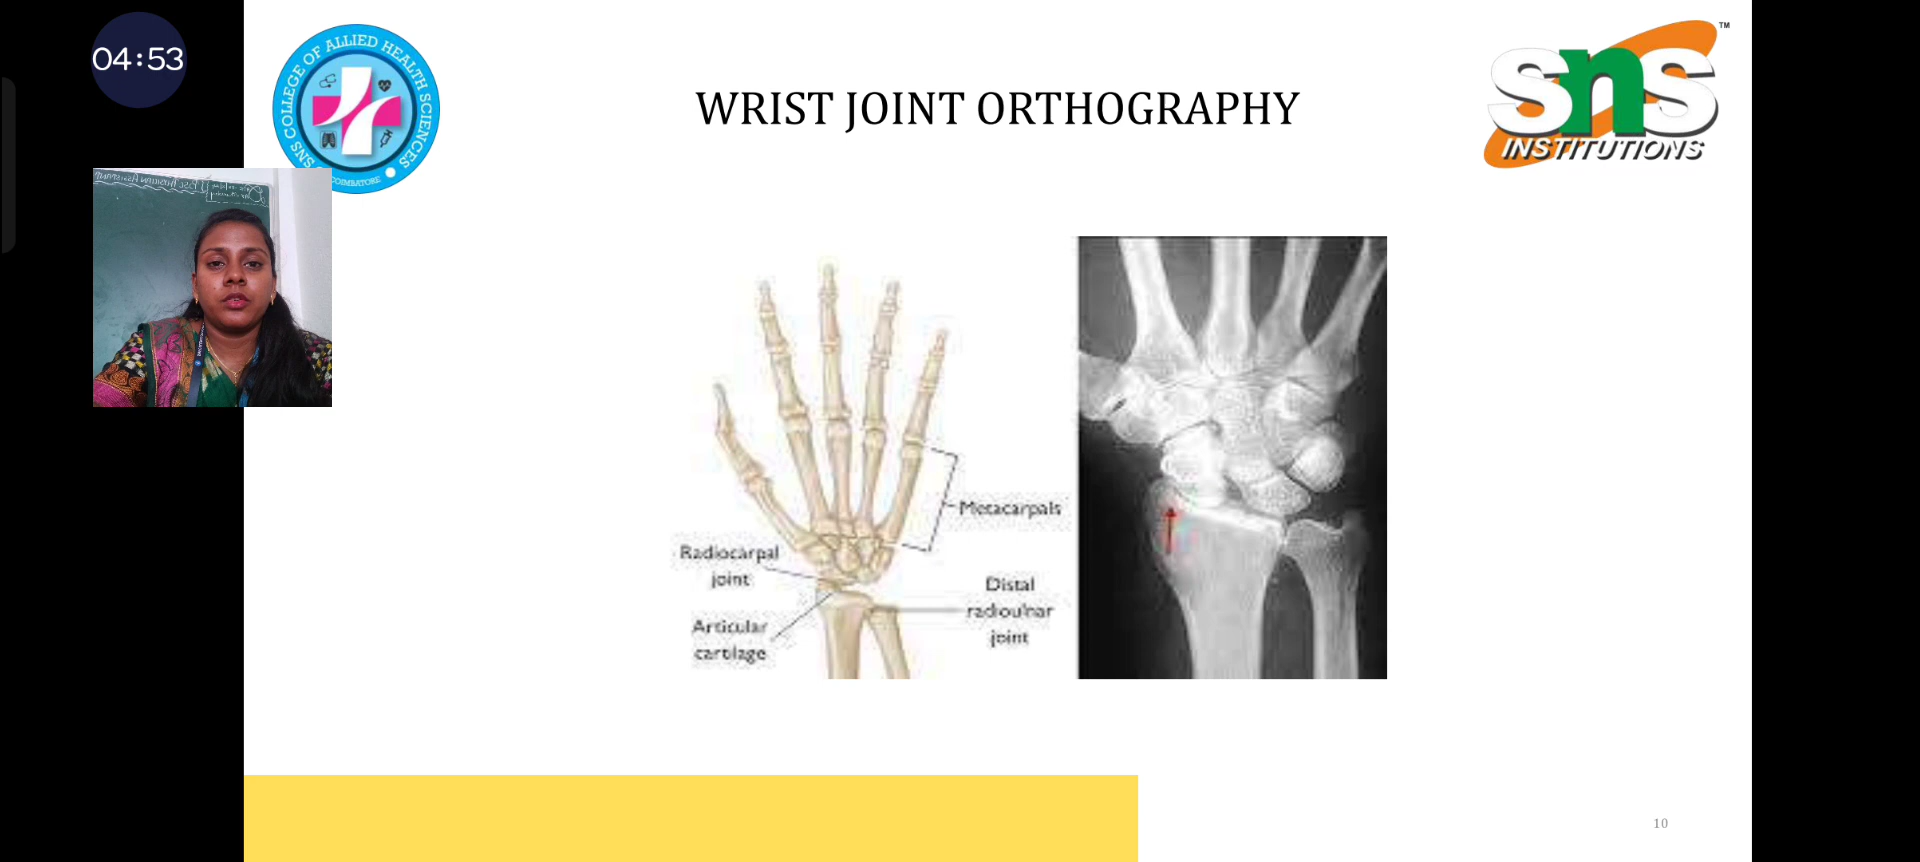 04:53
SNS COLLEGE OF ALLIED HEALTH SCIENCES
COIMBATORE
WRIST JOINT ORTHOGRAPHY
TM
sns
INSTITUTIONS
Metacarpals
Radiocarpal
joint
Articular
cartilage
Distal
radioulnar
joint
10